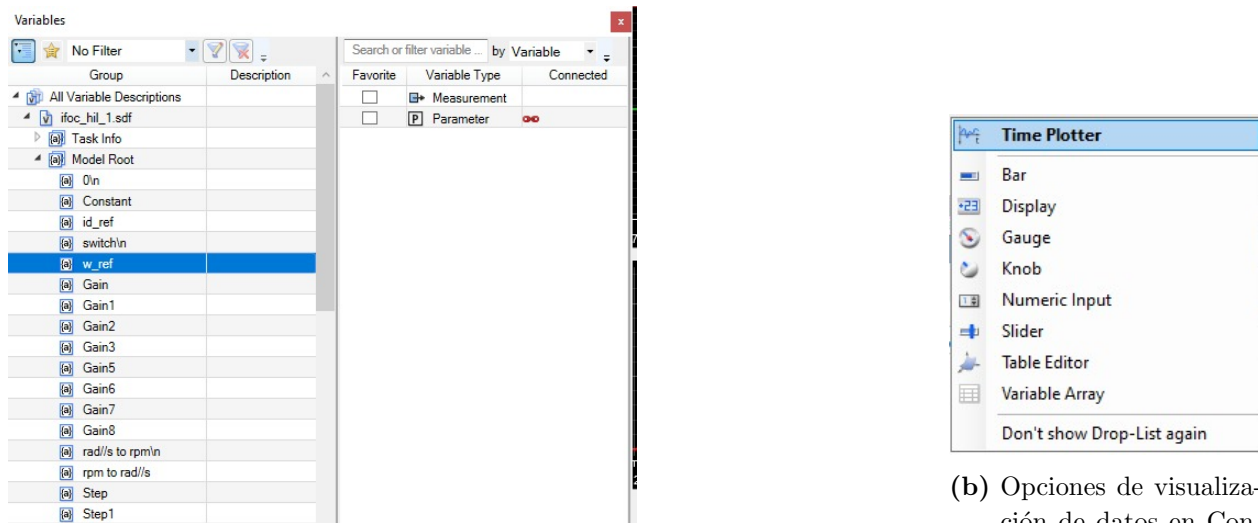 Variables
x
No Filter
Group Description
All Variable Descriptions
ifoc_hil_1.sdf
Task Info
Model Root
0\n
Constant
id_ref
switch\n
w_ref
Gain
Gain1
Gain2
Gain3
Gain5
Gain6
Gain7
Gain8
rad//s to rpm\n
rpm to rad//s
Step
Step1
Search or filter variable ... by Variable
Favorite Variable Type Connected
Measurement
P Parameter
Time Plotter
Bar
Display
Gauge
Knob
Numeric Input
Slider
Table Editor
Variable Array
Don't show Drop-List again
(b) Opciones de visualiza-
ción de datos en Con-